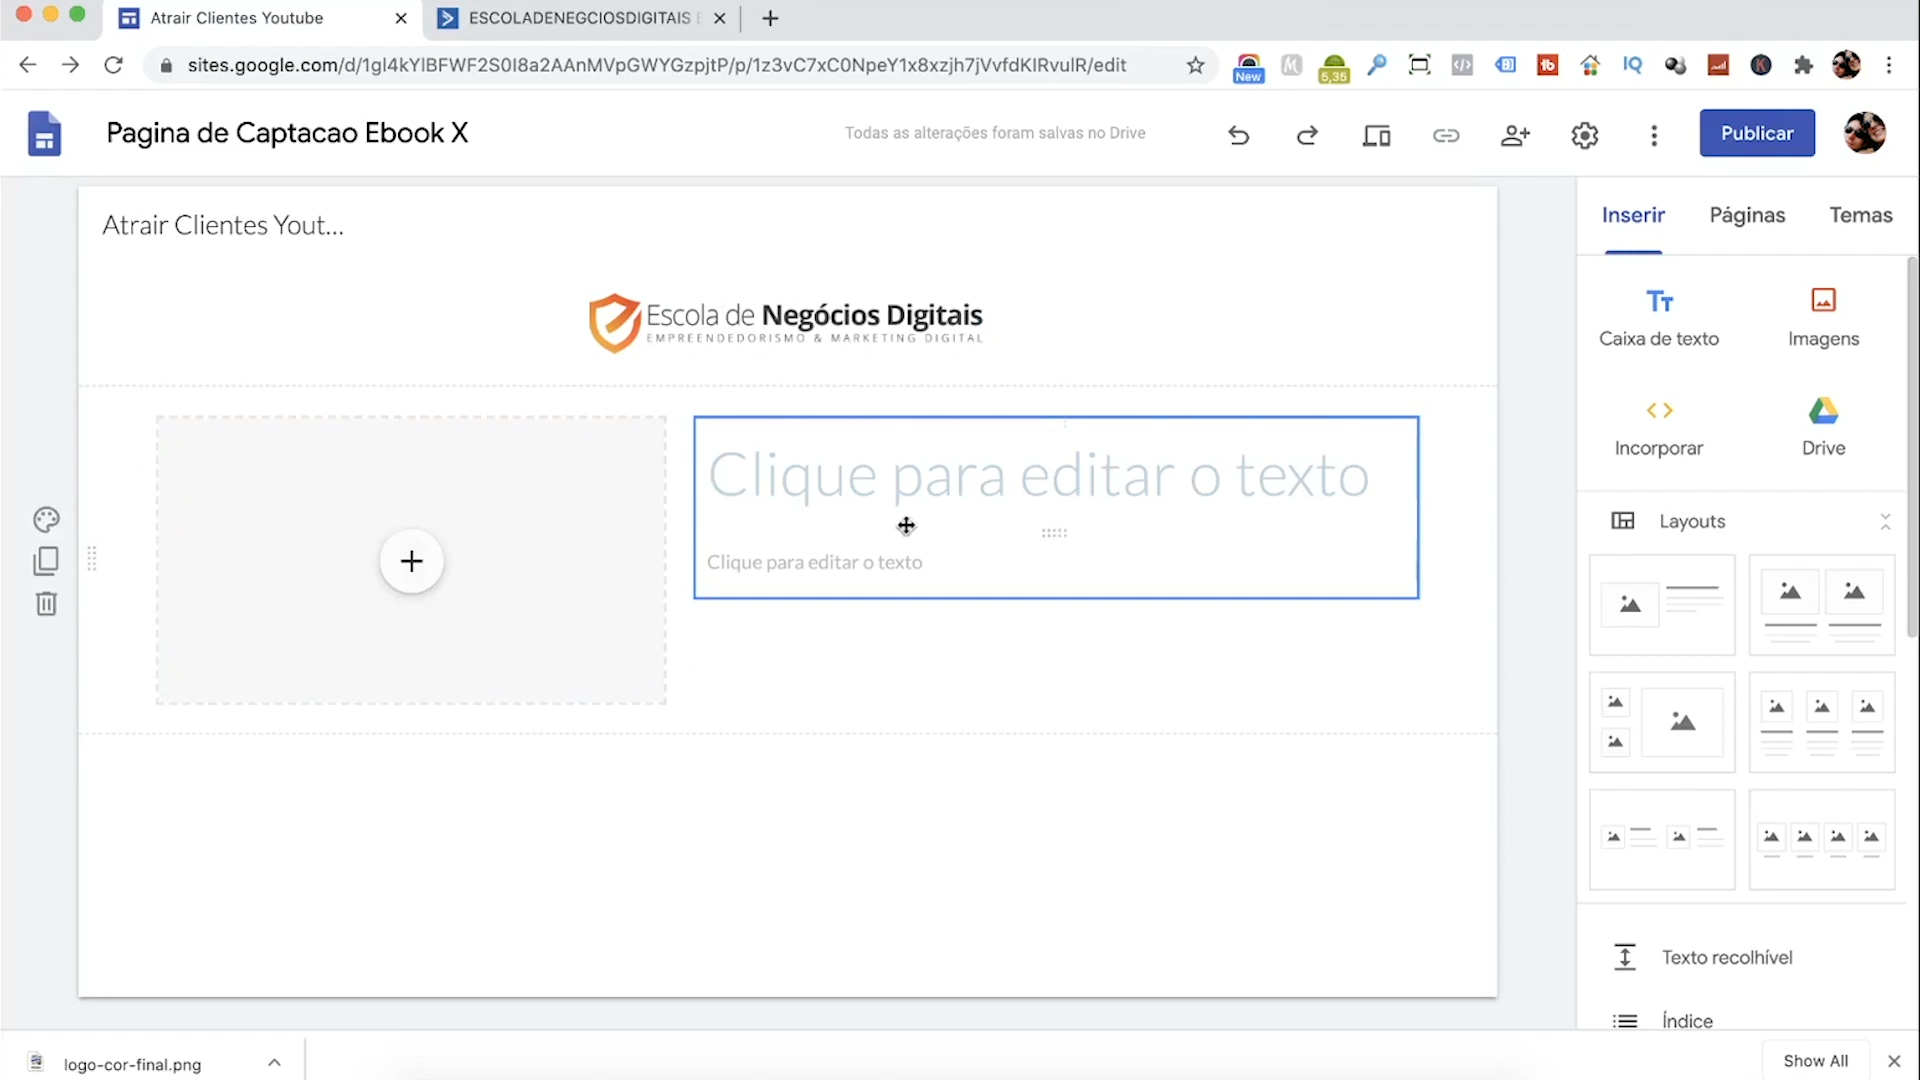 Atrair Clientes Youtube
ESCOLADENEGCIOSDIGITAIS
sites.google.com/d/1gl4kYlBFWF2S0I8a2AAnMVpGWYGzpjtP/p/1z3vC7xC0NpeY1x8xzjh7jVvfdKIRvulR/edit
New
5,35
Pagina de Captacao Ebook X
Todas as alterações foram salvas no Drive
Publicar
Atrair Clientes Yout...
Inserir
Páginas
Temas
Escola de Negócios Digitais
EMPREENDEDORISMO & MARKETING DIGITAL
Caixa de texto
Imagens
Incorporar
Drive
Clique para editar o texto
Clique para editar o texto
Layouts
Texto recolhível
Índice
logo-cor-final.png
Show All